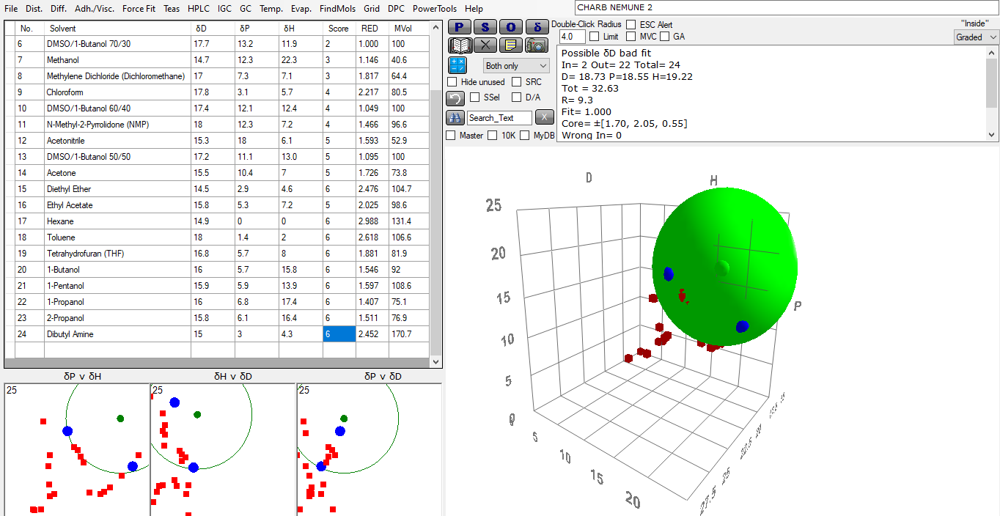 File Dist. Diff. Adh./Visc. Force Fit Teas HPLC IGC GC Temp. Evap. FindMols Grid DPC PowerTools Help
CHARB NEMUNE 2
No. Solvent δD δP δH Score RED MVol
6 DMSO/1-Butanol 70/30 17.7 13.2 11.9 2 1.000 100
7 Methanol 14.7 12.3 22.3 3 1.146 40.6
8 Methylene Dichloride (Dichloromethane) 17 7.3 7.1 3 1.817 64.4
9 Chloroform 17.8 3.1 5.7 4 2.217 80.5
10 DMSO/1-Butanol 60/40 17.4 12.1 12.4 4 1.049 100
11 N-Methyl-2-Pyrrolidone (NMP) 18 12.3 7.2 4 1.466 96.6
12 Acetonitrile 15.3 18 6.1 5 1.593 52.9
13 DMSO/1-Butanol 50/50 17.2 11.1 13.0 5 1.095 100
14 Acetone 15.5 10.4 7 5 1.726 73.8
15 Diethyl Ether 14.5 2.9 4.6 6 2.476 104.7
16 Ethyl Acetate 15.8 5.3 7.2 5 2.025 98.6
17 Hexane 14.9 0 0 6 2.988 131.4
18 Toluene 18 1.4 2 6 2.618 106.6
19 Tetrahydrofuran (THF) 16.8 5.7 8 6 1.881 81.9
20 1-Butanol 16 5.7 15.8 6 1.546 92
21 1-Pentanol 15.9 5.9 13.9 6 1.597 108.6
22 1-Propanol 16 6.8 17.4 6 1.407 75.1
23 2-Propanol 15.8 6.1 16.4 6 1.511 76.9
24 Dibutyl Amine 15 3 4.3 6 2.452 170.7
P S O δ
Double-Click Radius
4.0
Limit
ESC Alert
MVC GA
"Inside"
Graded
Both only
Hide unused SRC
SSel D/A
Search_Text X
Master 10K MyDB
Possible δD bad fit
In= 2 Out= 22 Total= 24
D= 18.73 P=18.55 H=19.22
Tot = 32.63
R= 9.3
Fit= 1.000
Core= ±[1.70, 2.05, 0.55]
Wrong In= 0
δP v δH
25
δH v δD
25
δP v δD
25
D
H
P
25
20
15
10
5
0
5
10
15
20
25
27.5